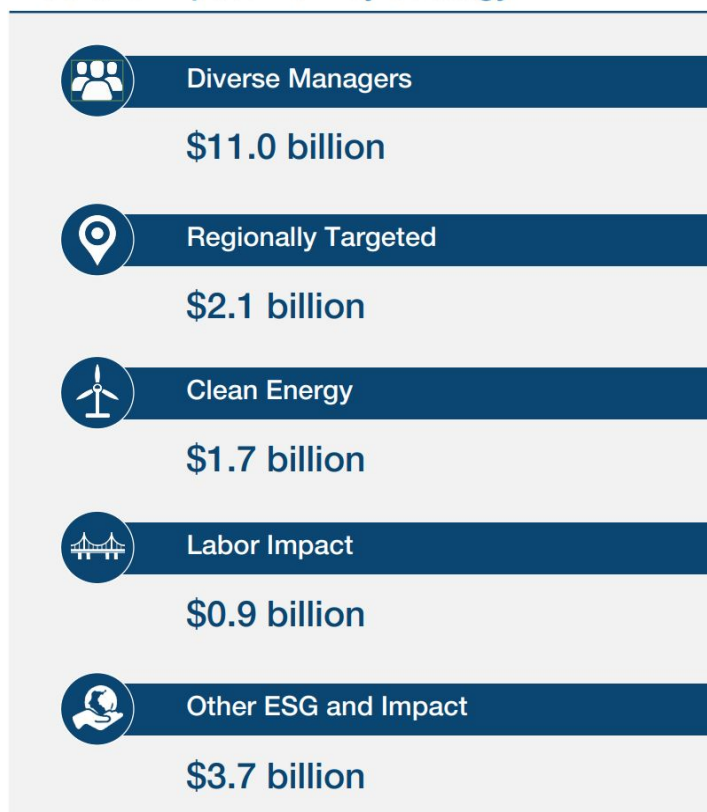 Diverse Managers
$11.0 billion
Regionally Targeted
$2.1 billion
Clean Energy
$1.7 billion
Labor Impact
$0.9 billion
Other ESG and Impact
$3.7 billion